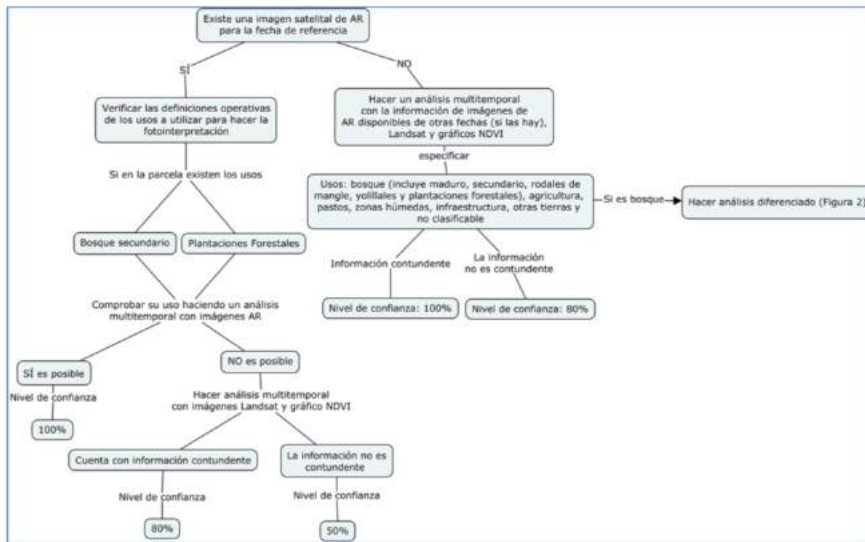 Existe una imagen satelital de AR
para la fecha de referencia
SÍ
NO
Verificar las definiciones operativas
de los usos a utilizar para hacer la
fotointerpretación
Hacer un análisis multitemporal
con la información de imágenes de
AR disponibles de otras fechas (si las hay),
Landsat y gráficos NDVI
especificar
Si en la parcela existen los usos
Usos: bosque (incluye maduro, secundario, rodales de
mangle, yolillales y plantaciones forestales), agricultura,
pastos, zonas húmedas, infraestructura, otras tierras y
no clasificable
Si es bosque
Hacer análisis diferenciado (Figura 2)
Bosque secundario
Plantaciones Forestales
Información contundente
La información
no es contundente
Nivel de confianza: 100%
Nivel de confianza: 80%
Comprobar su uso haciendo un análisis
multitemporal con imágenes AR
SÍ es posible
NO es posible
Nivel de confianza
100%
Hacer análisis multitemporal
con imágenes Landsat y gráfico NDVI
Cuenta con información contundente
La información no es
contundente
Nivel de confianza
Nivel de confianza
80%
50%